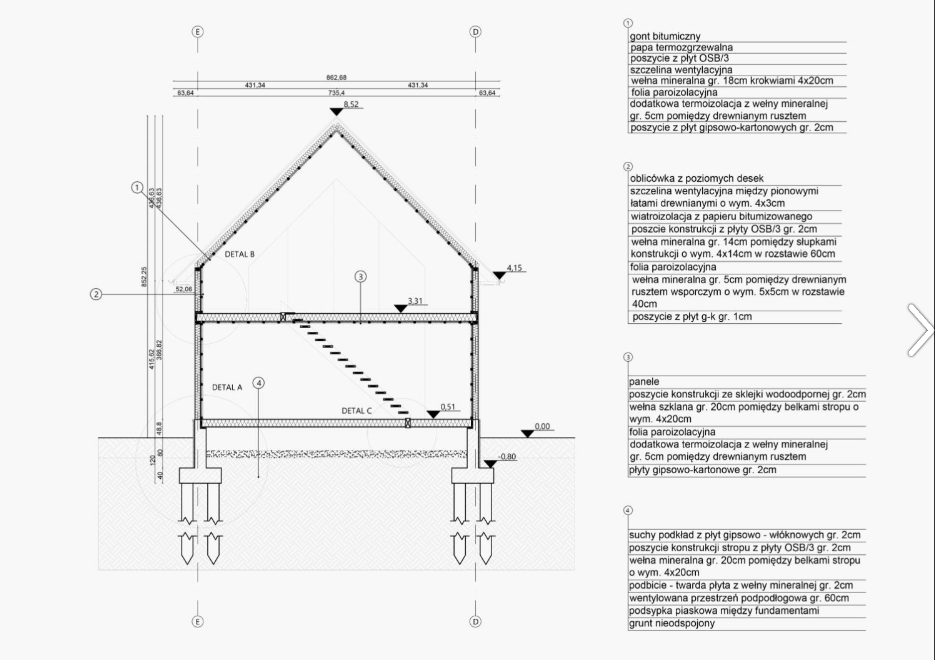 E
D
862,68
431,34
431,34
63,64
735,4
63,64
8,52
1
436,63
436,63
DETAL B
4,15
3
852,25
2
52,06
3,31
415,62
386,82
DETAL A
4
DETAL C
0,51
48,8
0,00
-0,80
120
80
40
E
D
1
gont bitumiczny
papa termozgrzewalna
poszycie z płyt OSB/3
szczelina wentylacyjna
wełna mineralna gr. 18cm krokwiami 4x20cm
folia paroizolacyjna
dodatkowa termoizolacja z wełny mineralnej
gr. 5cm pomiędzy drewnianym rusztem
poszycie z płyt gipsowo-kartonowych gr. 2cm
2
oblicówka z poziomych desek
szczelina wentylacyjna między pionowymi
łatami drewnianymi o wym. 4x3cm
wiatroizolacja z papieru bitumizowanego
poszcie konstrukcji z płyty OSB/3 gr. 2cm
wełna mineralna gr. 14cm pomiędzy słupkami
konstrukcji o wym. 4x14cm w rozstawie 60cm
folia paroizolacyjna
wełna mineralna gr. 5cm pomiędzy drewnianym
rusztem wsporczym o wym. 5x5cm w rozstawie
40cm
poszycie z płyt g-k gr. 1cm
3
panele
poszycie konstrukcji ze sklejki wodoodpornej gr. 2cm
wełna szklana gr. 20cm pomiędzy belkami stropu o
wym. 4x20cm
folia paroizolacyjna
dodatkowa termoizolacja z wełny mineralnej
gr. 5cm pomiędzy drewnianym rusztem
płyty gipsowo-kartonowe gr. 2cm
4
suchy podkład z płyt gipsowo - włóknowych gr. 2cm
poszycie konstrukcji stropu z płyty OSB/3 gr. 2cm
wełna mineralna gr. 20cm pomiędzy belkami stropu
o wym. 4x20cm
podbicie - twarda płyta z wełny mineralnej gr. 2cm
wentylowana przestrzeń podpodłogowa gr. 60cm
podsypka piaskowa między fundamentami
grunt nieodspojony